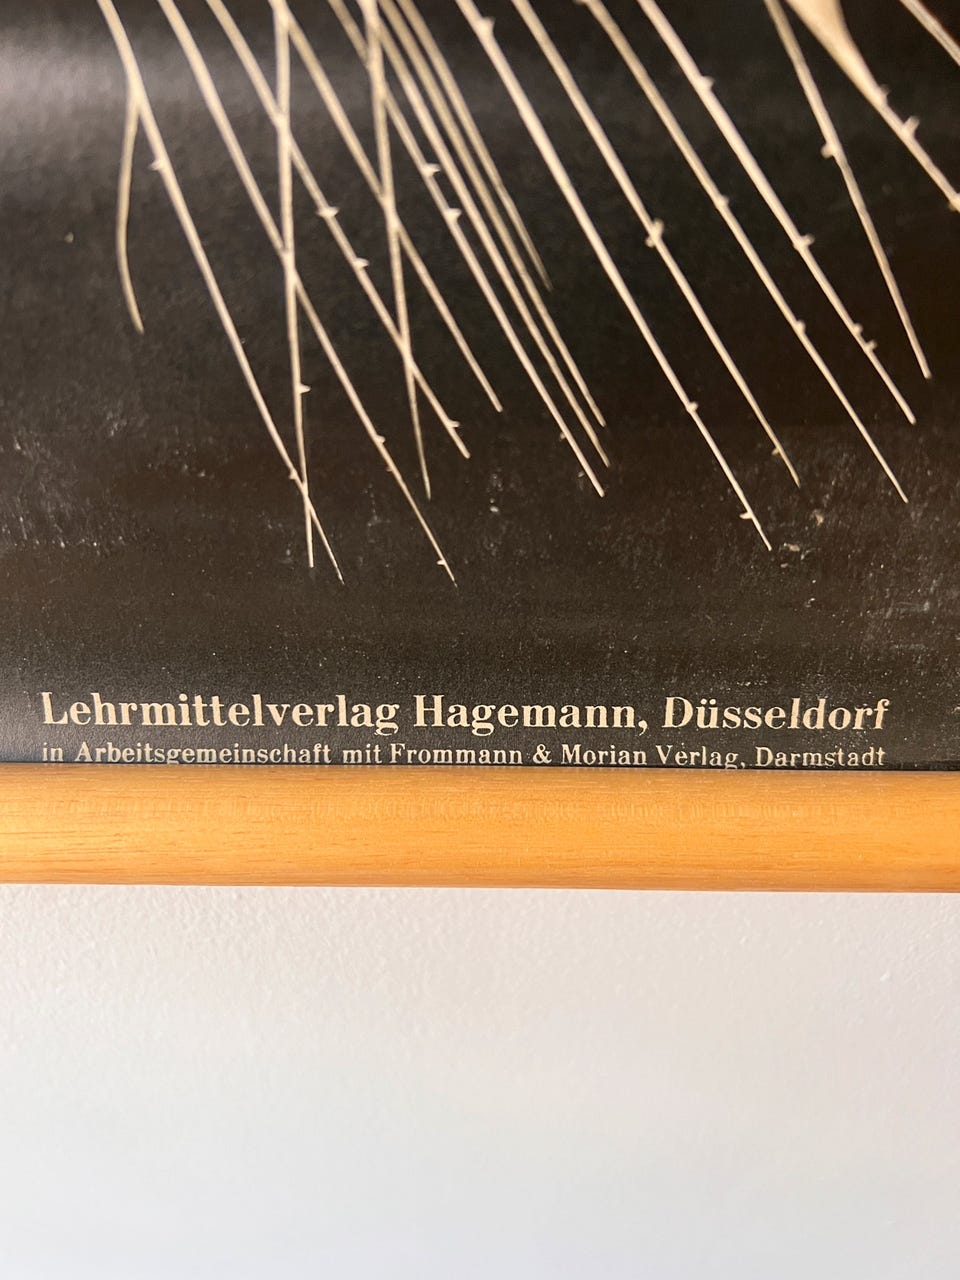 Lehrmittelverlag Hagemann, Düsseldorf
in Arbeitsgemeinschaft mit Frommann & Morian Verlag, Darmstadt